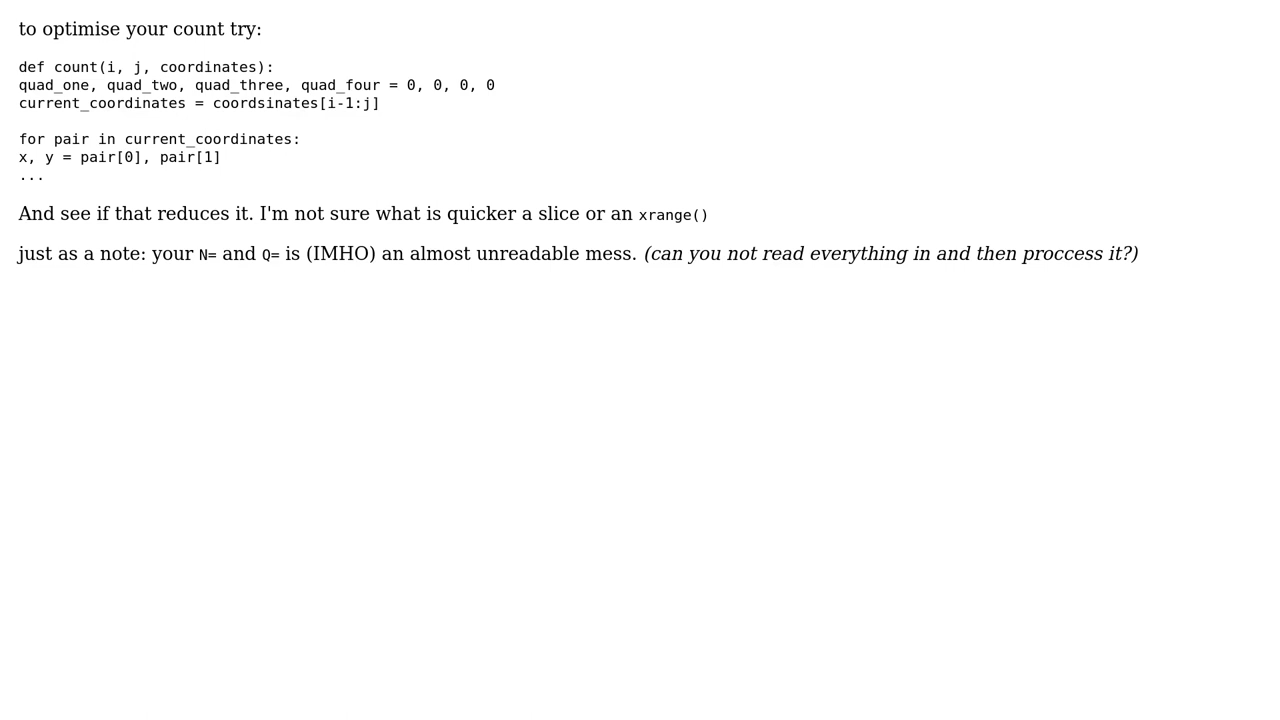 to optimise your count try:
def count(i, j, coordinates):
quad_one, quad_two, quad_three, quad_four = 0, 0, 0, 0
current_coordinates = coordsinates[i-1:j]
for pair in current_coordinates:
x, y = pair[0], pair[1]
...
And see if that reduces it. I'm not sure what is quicker a slice or an xrange()
just as a note: your N= and Q= is (IMHO) an almost unreadable mess. (can you not read everything in and then proccess it?)